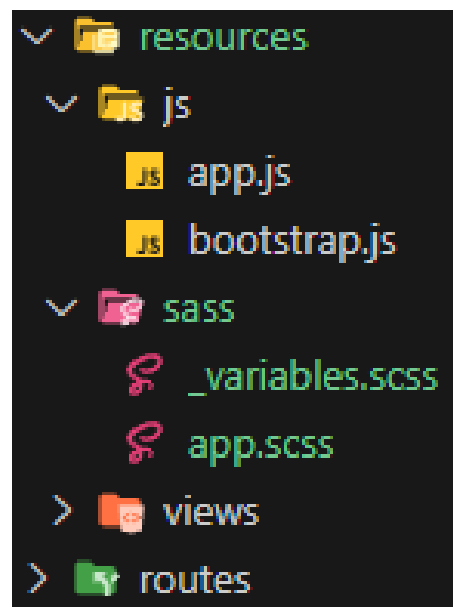 resources
js
app.js
bootstrap.js
sass
_variables.scss
app.scss
views
routes